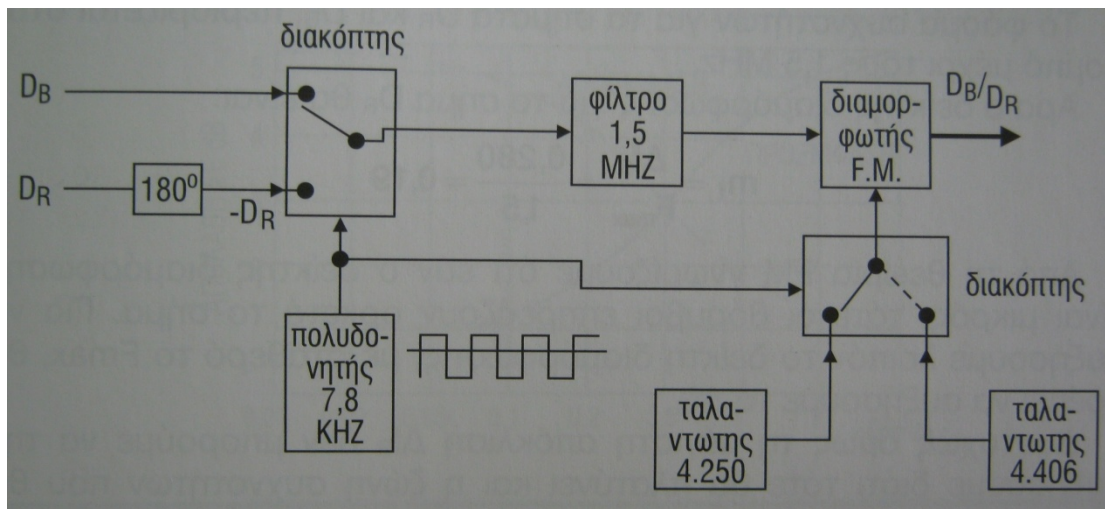 διακόπτης
D_B
φίλτρο
1,5
MHZ
διαμορ-
φωτής
F.M.
D_B/D_R
D_R
180⁰
-D_R
διακόπτης
πολυδο-
νητής
7,8
KHZ
ταλα-
ντωτης
4.250
ταλα-
ντωτης
4.406